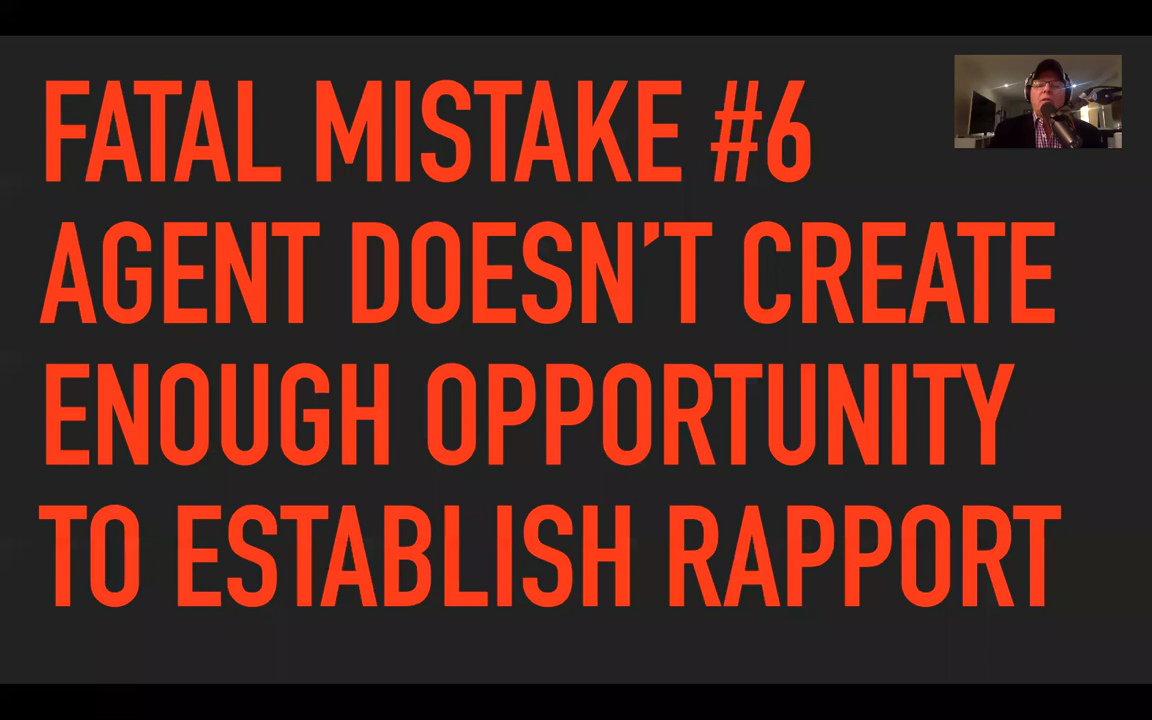 FATAL MISTAKE #6
AGENT DOESN'T CREATE
ENOUGH OPPORTUNITY
TO ESTABLISH RAPPORT